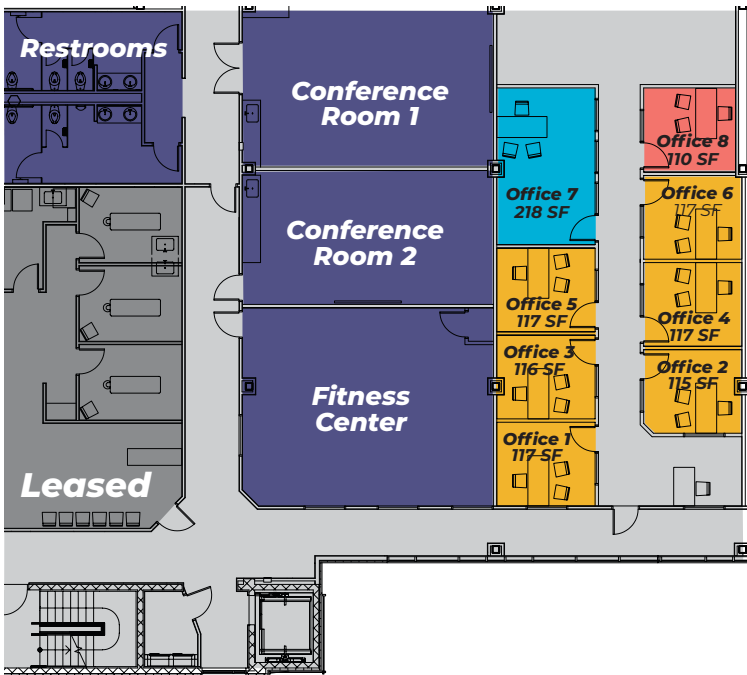 Restrooms
Conference
Room 1
Office 8
110 SF
Office 7
218 SF
Office 6
117 SF
Conference
Room 2
Office 5
117 SF
Office 4
117 SF
Office 3
116 SF
Office 2
115 SF
Fitness
Center
Office 1
117 SF
Leased